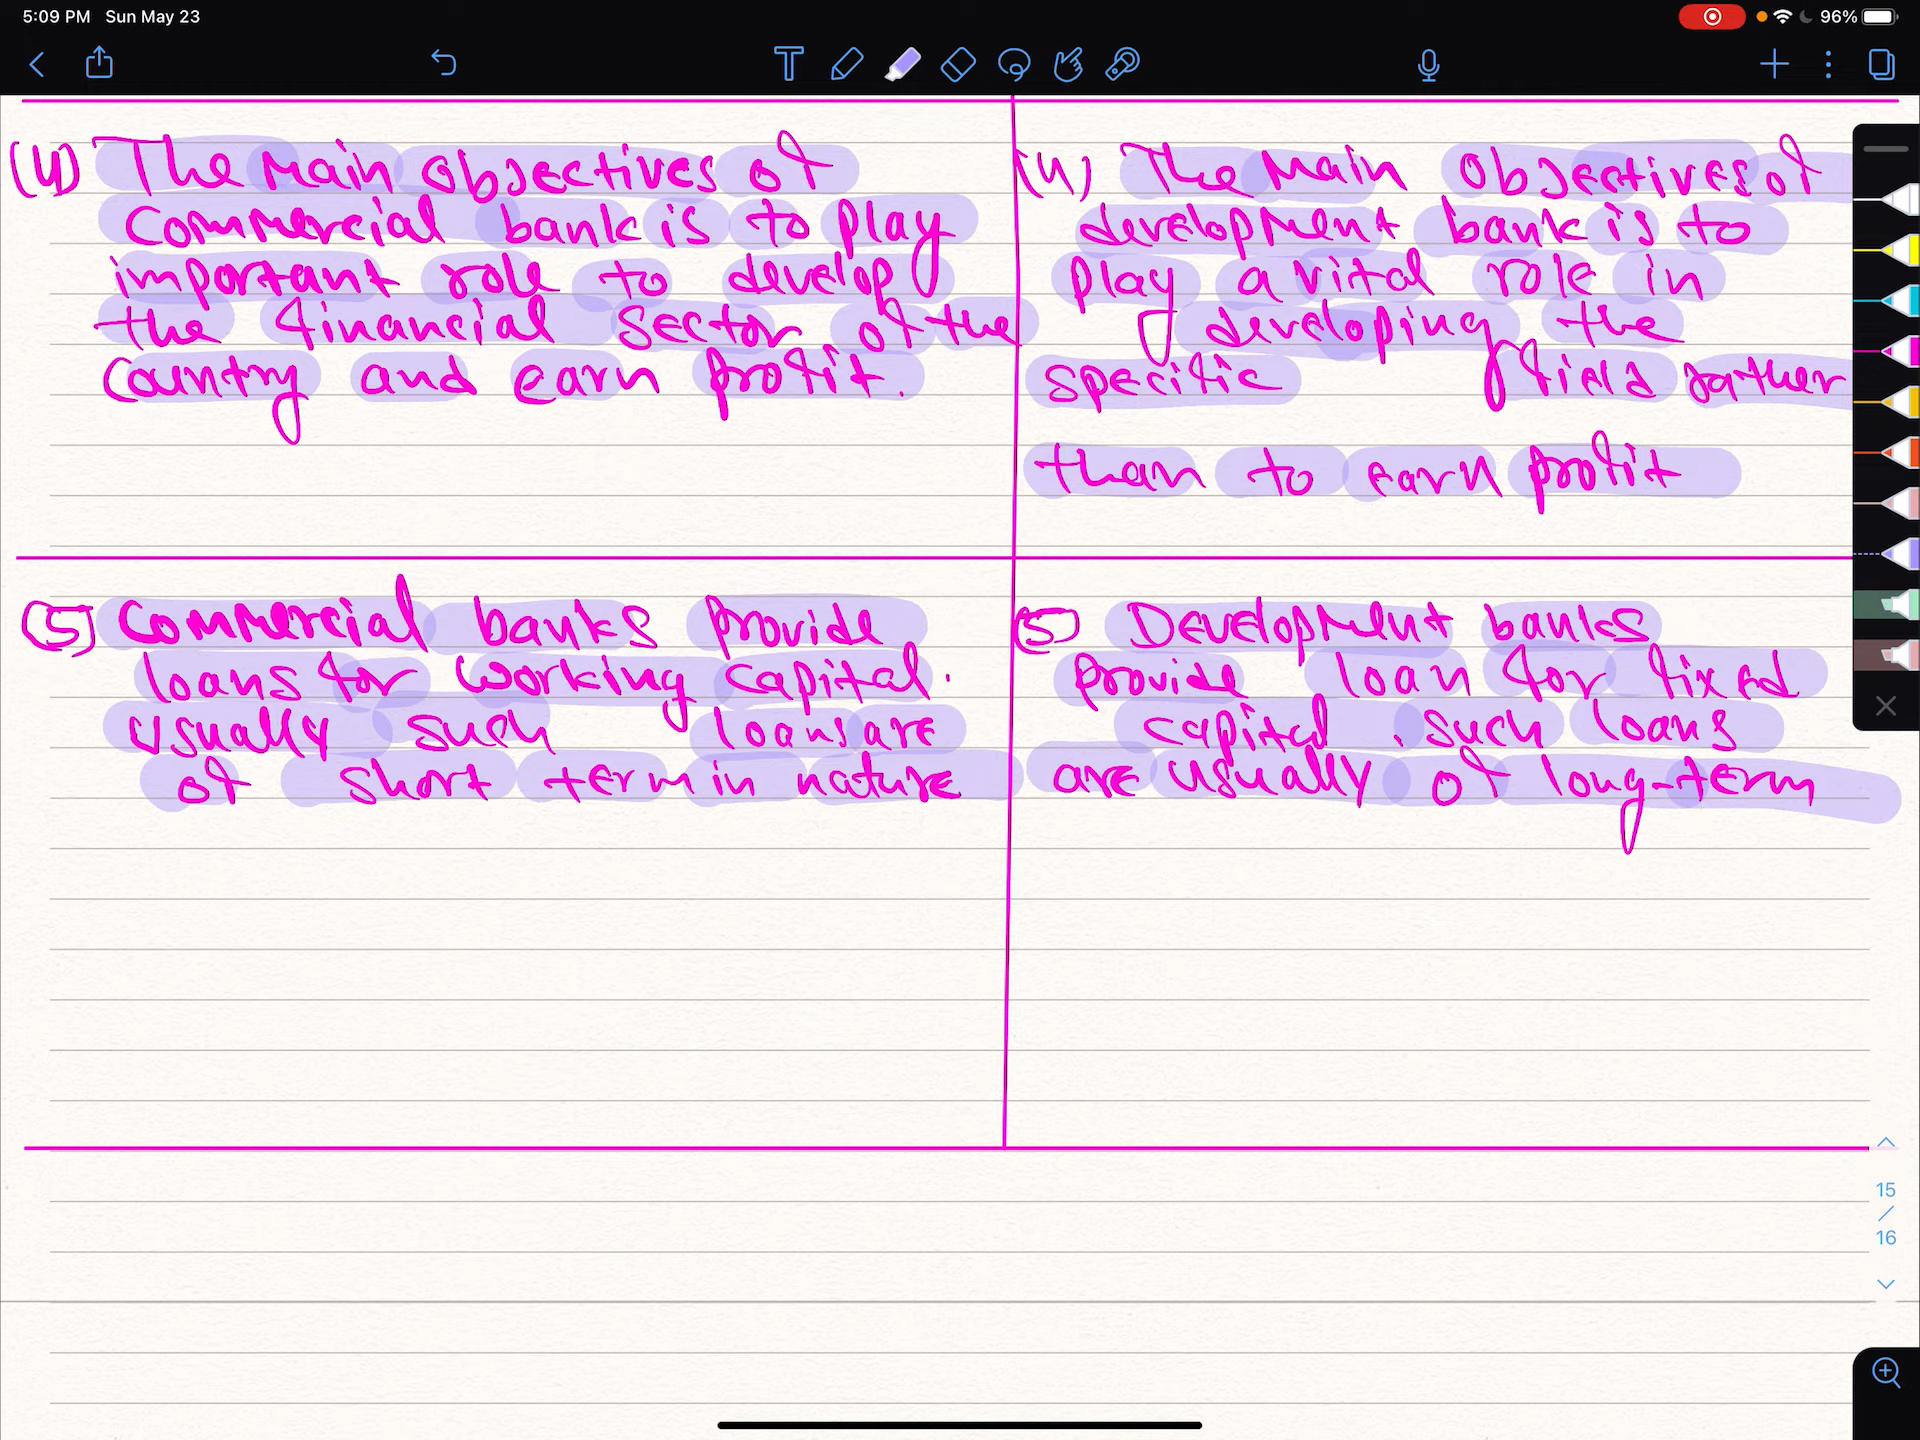 5:09 PM Sun May 23
96%
(4) The main objectives of
commercial bank is to play
important role to develop
the financial sector of the
country and earn profit.
(4) The main objectives of
development bank is to
play a vital role in
developing the
specific field rather
than to earn profit
(5) Commercial banks provide
loans for working capital.
Usually such loans are
of short term in nature
(5) Development banks
provide loan for fixed
capital . such loans
are usually of long-term
15
/
16